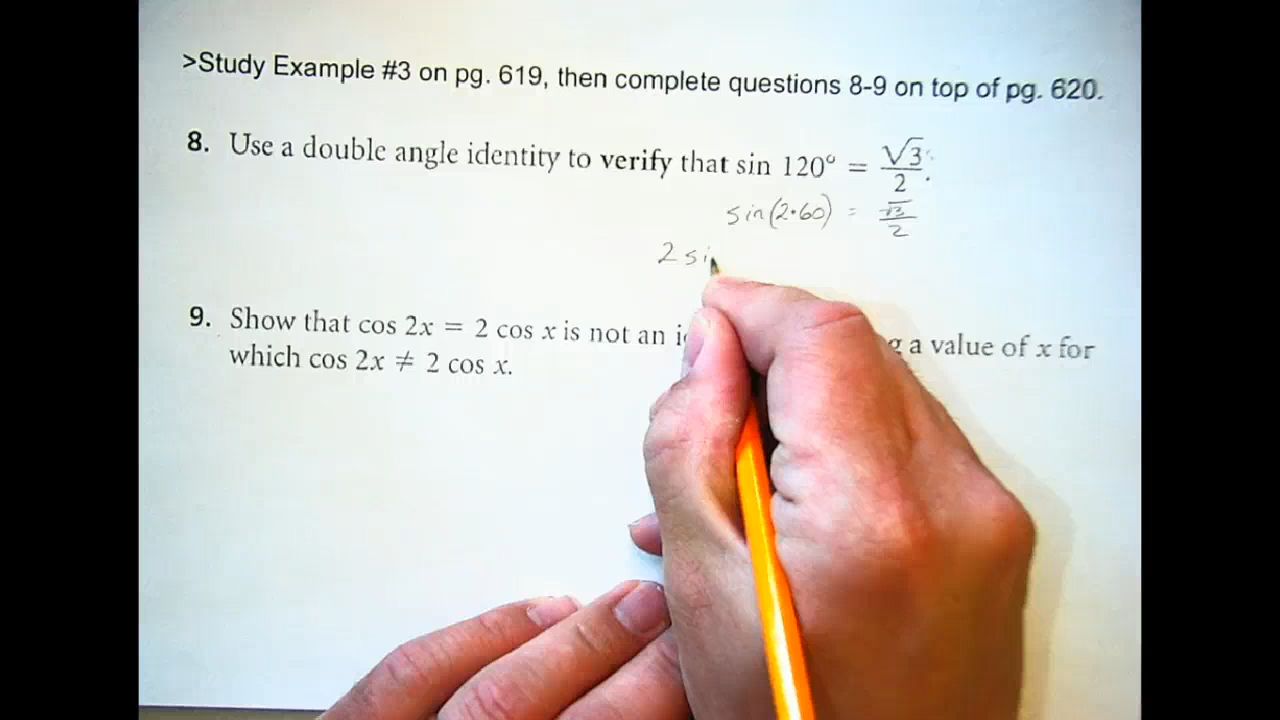 >Study Example #3 on pg. 619, then complete questions 8-9 on top of pg. 620.
8. Use a double angle identity to verify that sin 120° = √3/2.
sin(2·60) = √3/2
2 si
9. Show that cos 2x = 2 cos x is not an a value of x for
which cos 2x ≠ 2 cos x.